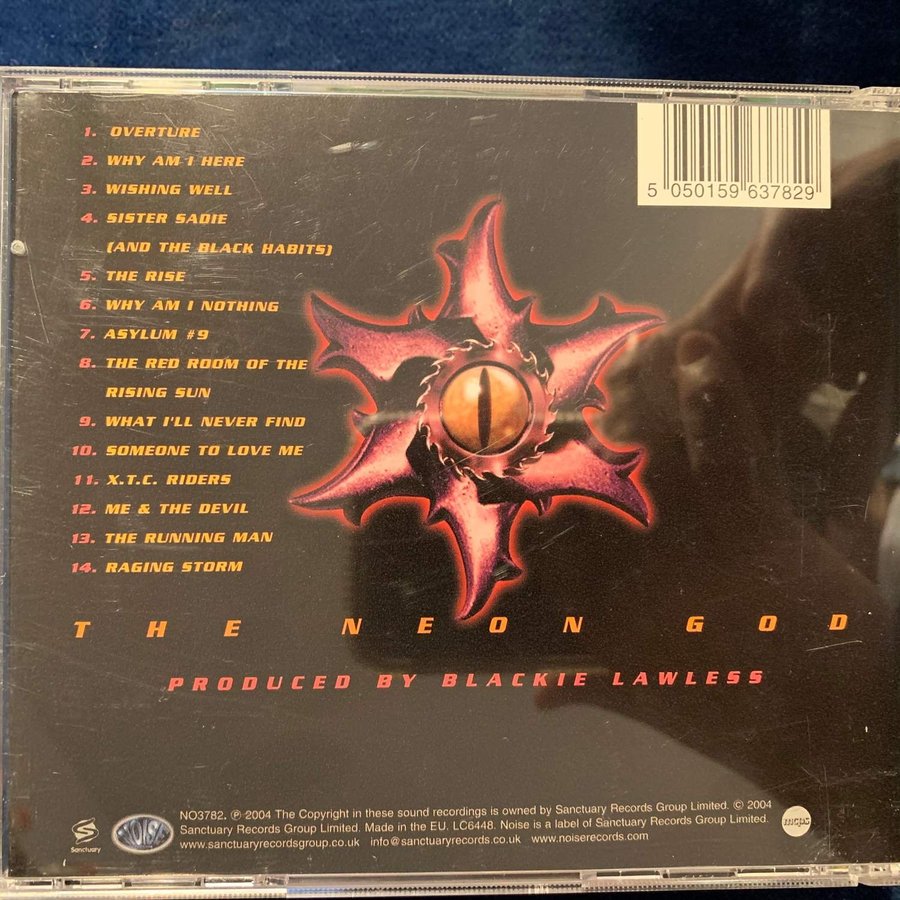 1. OVERTURE
2. WHY AM I HERE
3. WISHING WELL
4. SISTER SADIE
(AND THE BLACK HABITS)
5. THE RISE
6. WHY AM I NOTHING
7. ASYLUM #9
8. THE RED ROOM OF THE
RISING SUN
9. WHAT I'LL NEVER FIND
10. SOMEONE TO LOVE ME
11. X.T.C. RIDERS
12. ME & THE DEVIL
13. THE RUNNING MAN
14. RAGING STORM
5 050159 637829
THE NEON GOD
PRODUCED BY BLACKIE LAWLESS
Sanctuary
NOISE
NO3782. ℗ 2004 The Copyright in these sound recordings is owned by Sanctuary Records Group Limited. © 2004
Sanctuary Records Group Limited. Made in the EU. LC6448. Noise is a label of Sanctuary Records Group Limited.
www.sanctuaryrecordsgroup.co.uk info@sanctuaryrecords.co.uk www.noiserecords.com
mcps